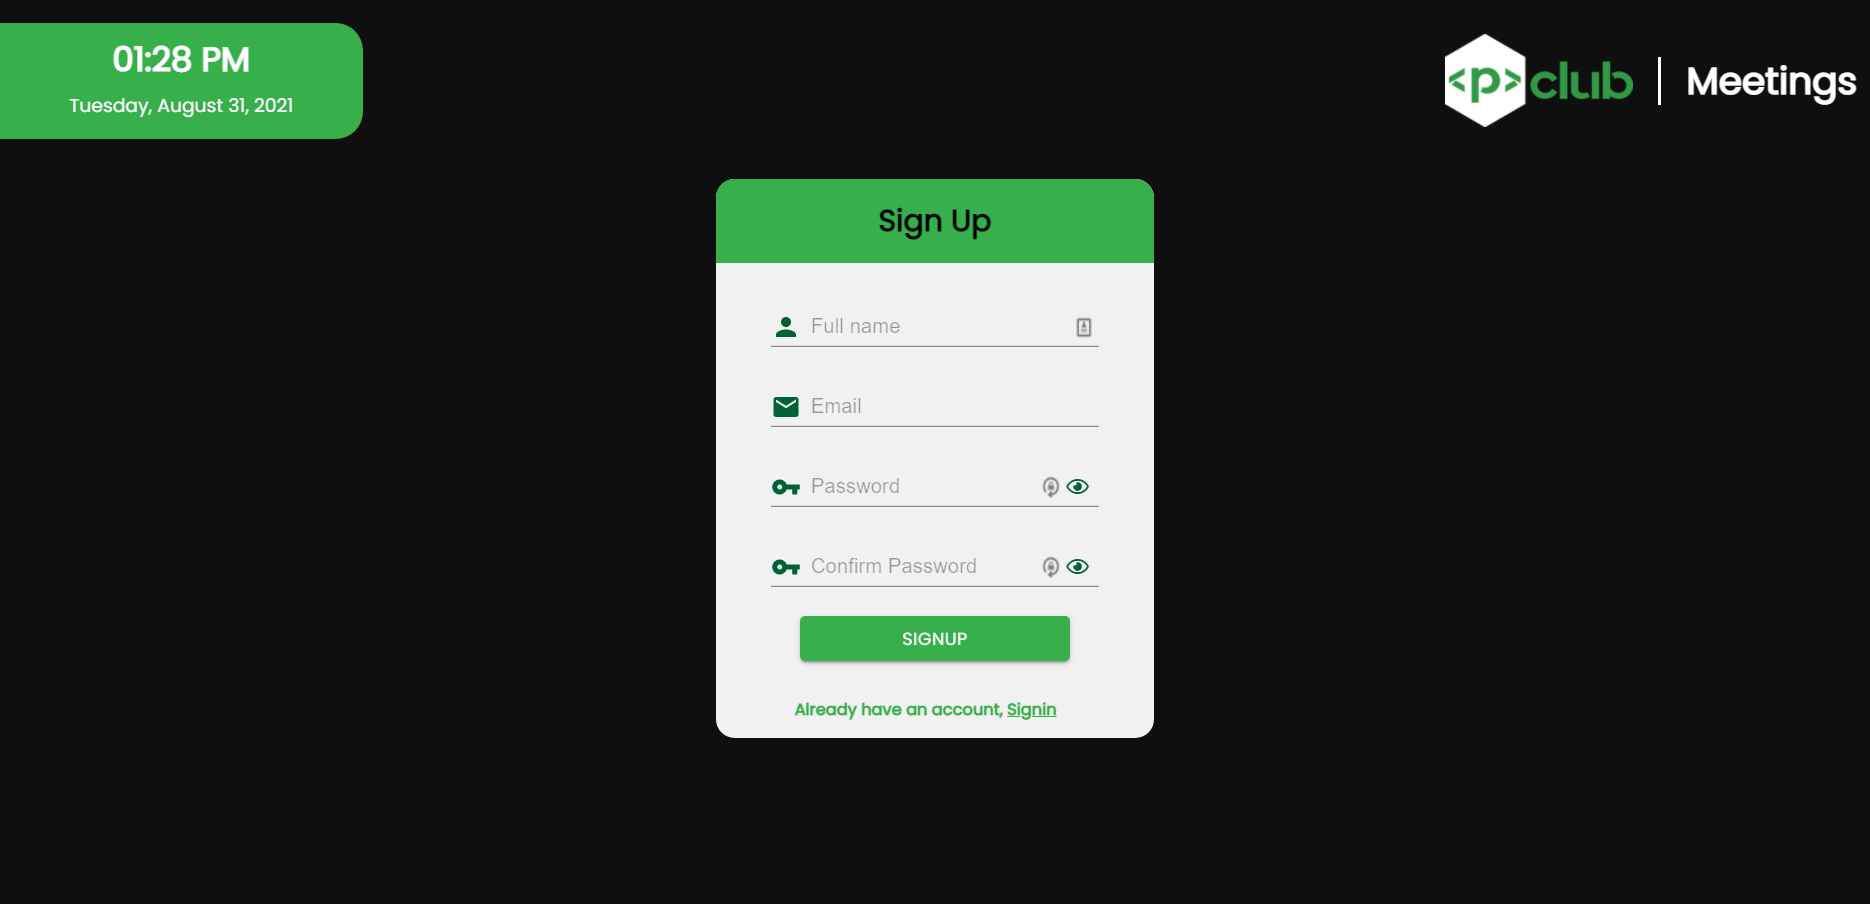 01:28 PM
Tuesday, August 31, 2021
<p>club | Meetings
Sign Up
Full name
Email
Password
Confirm Password
SIGNUP
Already have an account, Signin